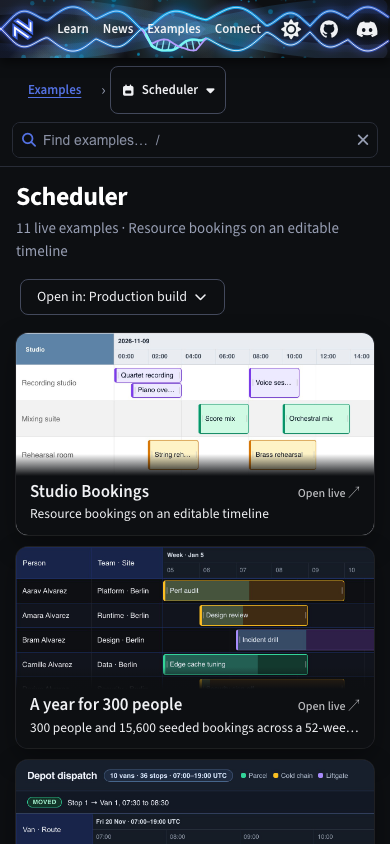 Learn News Examples Connect
Examples › Scheduler
Find examples... /
Scheduler
11 live examples · Resource bookings on an editable
timeline
Open in: Production build
2026-11-09
Studio
00:00 02:00 04:00 06:00 08:00 10:00 12:00 14:00
Recording studio
Quartet recording
Piano ove...
Voice ses...
Mixing suite
Score mix
Orchestral mix
Rehearsal room
String reh...
Brass rehearsal
Studio Bookings
Open live
Resource bookings on an editable timeline
Week · Jan 5
Person Team · Site
05 06 07 08 09 10
Aarav Alvarez Platform · Berlin Perf audit
Amara Alvarez Runtime · Berlin Design review
Bram Alvarez Design · Berlin Incident drill
Camille Alvarez Data · Berlin Edge cache tuning
A year for 300 people
Open live
300 people and 15,600 seeded bookings across a 52-wee...
Depot dispatch 10 vans · 36 stops · 07:00–19:00 UTC Parcel Cold chain Liftgate
MOVED Stop 1 → Van 1, 07:30 to 08:30
Fri 20 Nov · 07:00–19:00 UTC
Van · Route
07:00 08:00 09:00 10:00